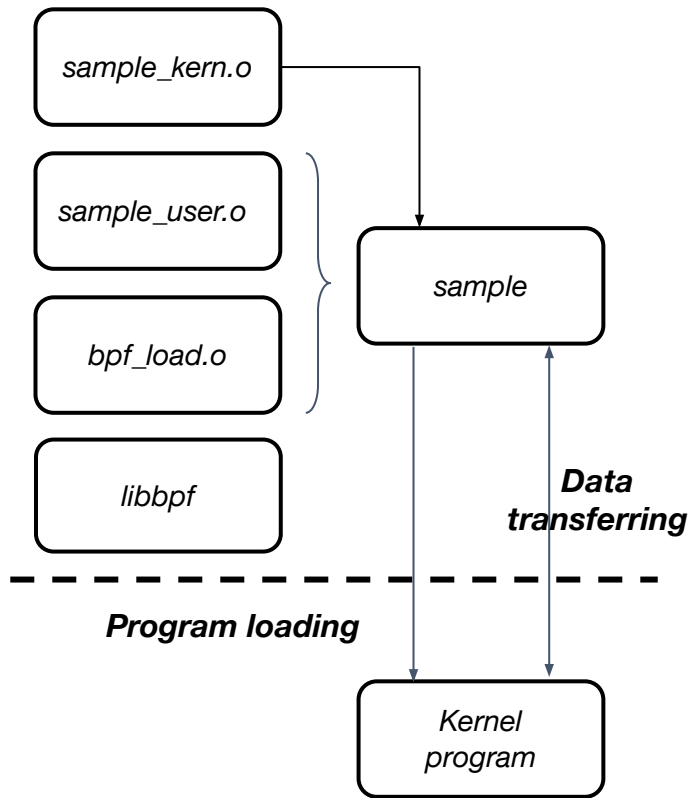 sample_kern.o
sample_user.o
sample
bpf_load.o
libbpf
Data
transferring
Program loading
Kernel
program